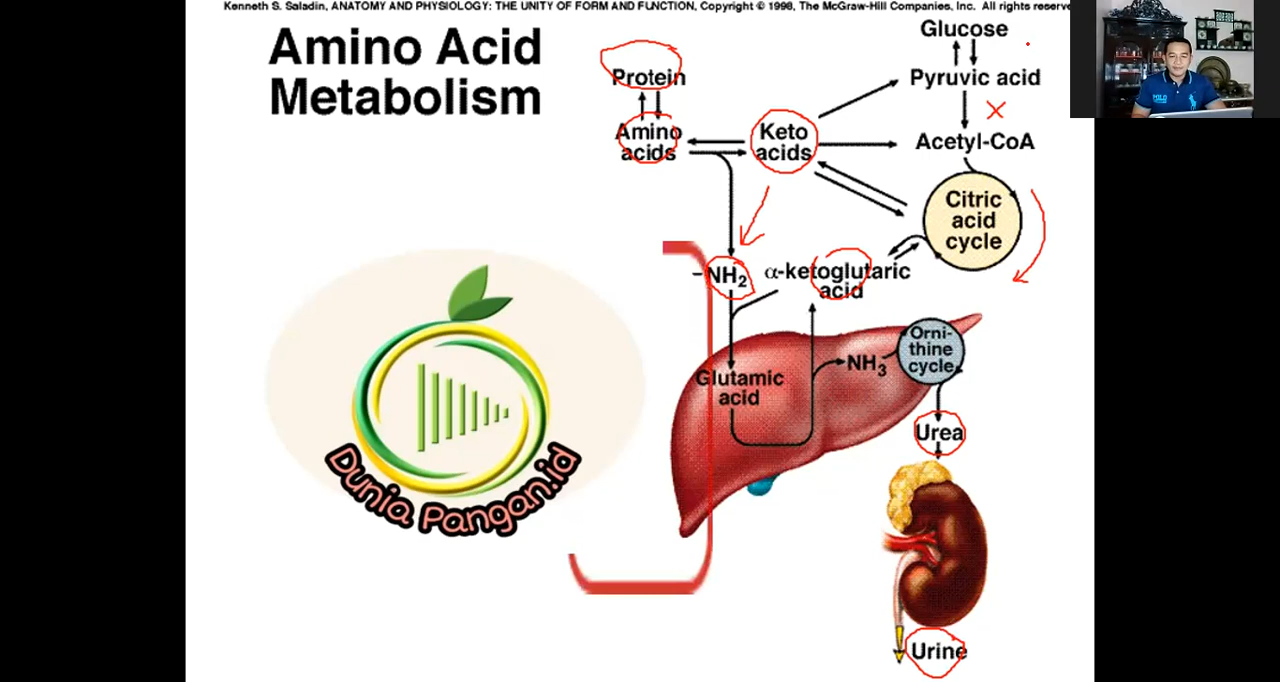 Kenneth S. Saladin, ANATOMY AND PHYSIOLOGY: THE UNITY OF FORM AND FUNCTION, Copyright © 1998, The McGraw-Hill Companies, Inc. All rights
Amino Acid
Metabolism
Protein
Amino
acids
Keto
acids
Glucose
Pyruvic acid
Acetyl-CoA
Citric
acid
cycle
-NH2
α-ketoglutaric
acid
Glutamic
acid
NH3
Orni-
thine
cycle
Urea
Urine
Dunia Pangan.id
POLO